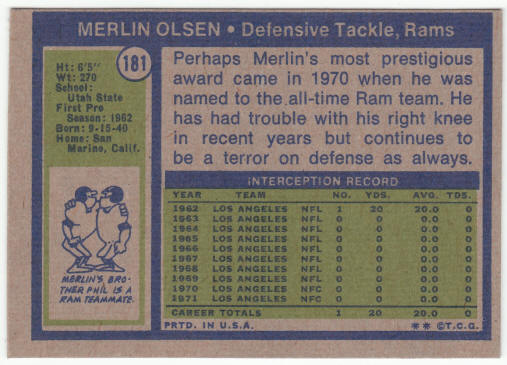 MERLIN OLSEN • Defensive Tackle, Rams
181
Ht: 6'5"
Wt: 270
School:
Utah State
First Pro
Season: 1962
Born: 9-15-40
Home: San
Marino, Calif.
MERLIN'S BRO-
THER PHIL IS A
RAM TEAMMATE.
Perhaps Merlin's most prestigious
award came in 1970 when he was
named to the all-time Ram team. He
has had trouble with his right knee
in recent years but continues to
be a terror on defense as always.
INTERCEPTION RECORD
YEAR TEAM NO. YDS. AVG. TDS.
1962 LOS ANGELES NFL 1 20 20.0 0
1963 LOS ANGELES NFL 0 0 0.0 0
1964 LOS ANGELES NFL 0 0 0.0 0
1965 LOS ANGELES NFL 0 0 0.0 0
1966 LOS ANGELES NFL 0 0 0.0 0
1967 LOS ANGELES NFL 0 0 0.0 0
1968 LOS ANGELES NFL 0 0 0.0 0
1969 LOS ANGELES NFL 0 0 0.0 0
1970 LOS ANGELES NFC 0 0 0.0 0
1971 LOS ANGELES NFC 0 0 0.0 0
CAREER TOTALS 1 20 20.0 0
PRTD. IN U.S.A. ** ©T.C.G.